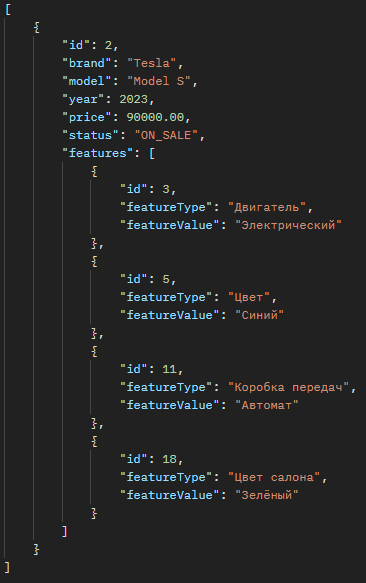 [
    {
        "id": 2,
        "brand": "Tesla",
        "model": "Model S",
        "year": 2023,
        "price": 90000.00,
        "status": "ON_SALE",
        "features": [
            {
                "id": 3,
                "featureType": "Двигатель",
                "featureValue": "Электрический"
            },
            {
                "id": 5,
                "featureType": "Цвет",
                "featureValue": "Синий"
            },
            {
                "id": 11,
                "featureType": "Коробка передач",
                "featureValue": "Автомат"
            },
            {
                "id": 18,
                "featureType": "Цвет салона",
                "featureValue": "Зелёный"
            }
        ]
    }
]